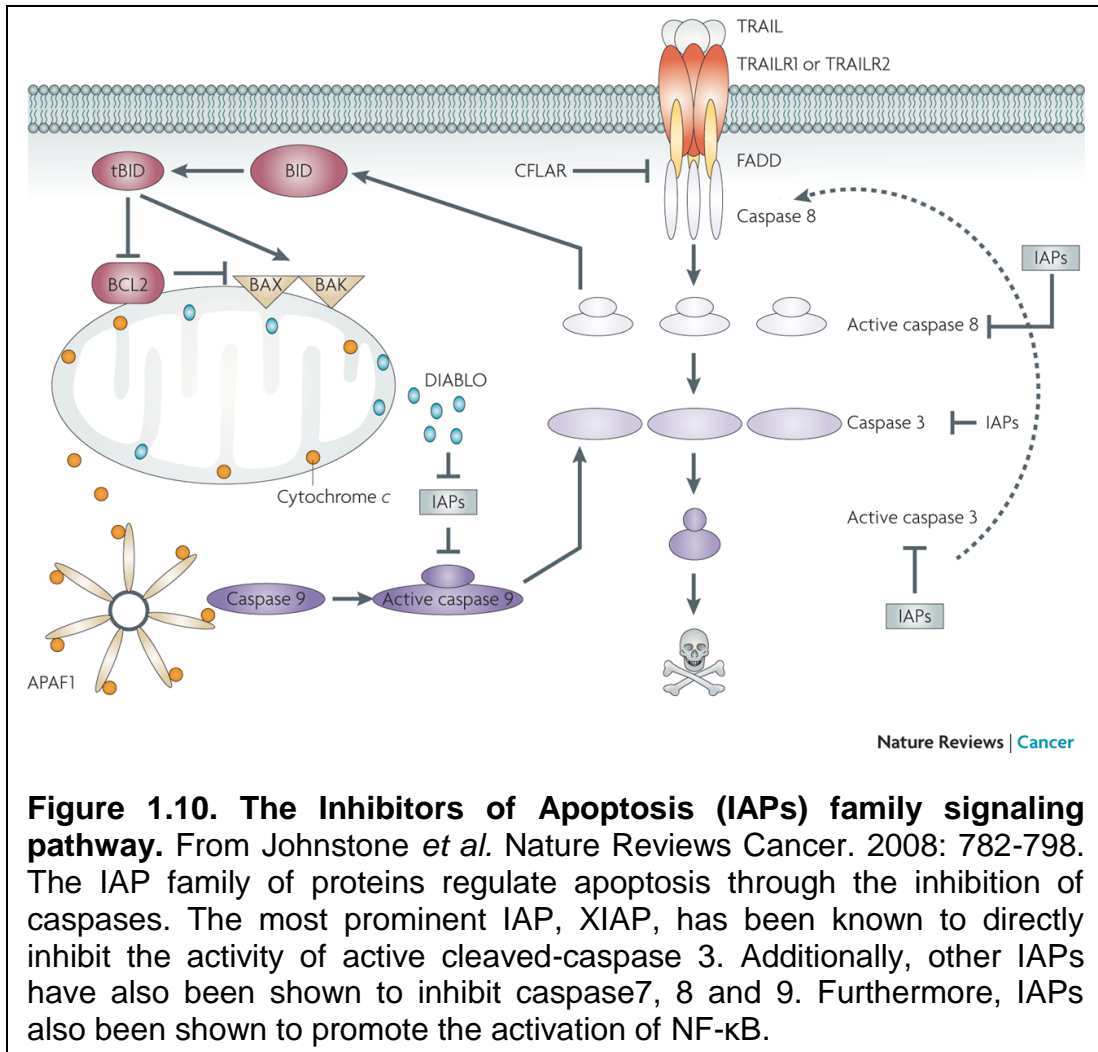 TRAIL
TRAILR1 or TRAILR2
tBID
BID
CFLAR
FADD
Caspase 8
BCL2
BAX
BAK
IAPs
Active caspase 8
DIABLO
Caspase 3
IAPs
Cytochrome c
IAPs
Active caspase 3
Caspase 9
Active caspase 9
IAPs
APAF1
Nature Reviews | Cancer
Figure 1.10. The Inhibitors of Apoptosis (IAPs) family signaling
pathway. From Johnstone et al. Nature Reviews Cancer. 2008: 782-798.
The IAP family of proteins regulate apoptosis through the inhibition of
caspases. The most prominent IAP, XIAP, has been known to directly
inhibit the activity of active cleaved-caspase 3. Additionally, other IAPs
have also been shown to inhibit caspase7, 8 and 9. Furthermore, IAPs
also been shown to promote the activation of NF-κB.